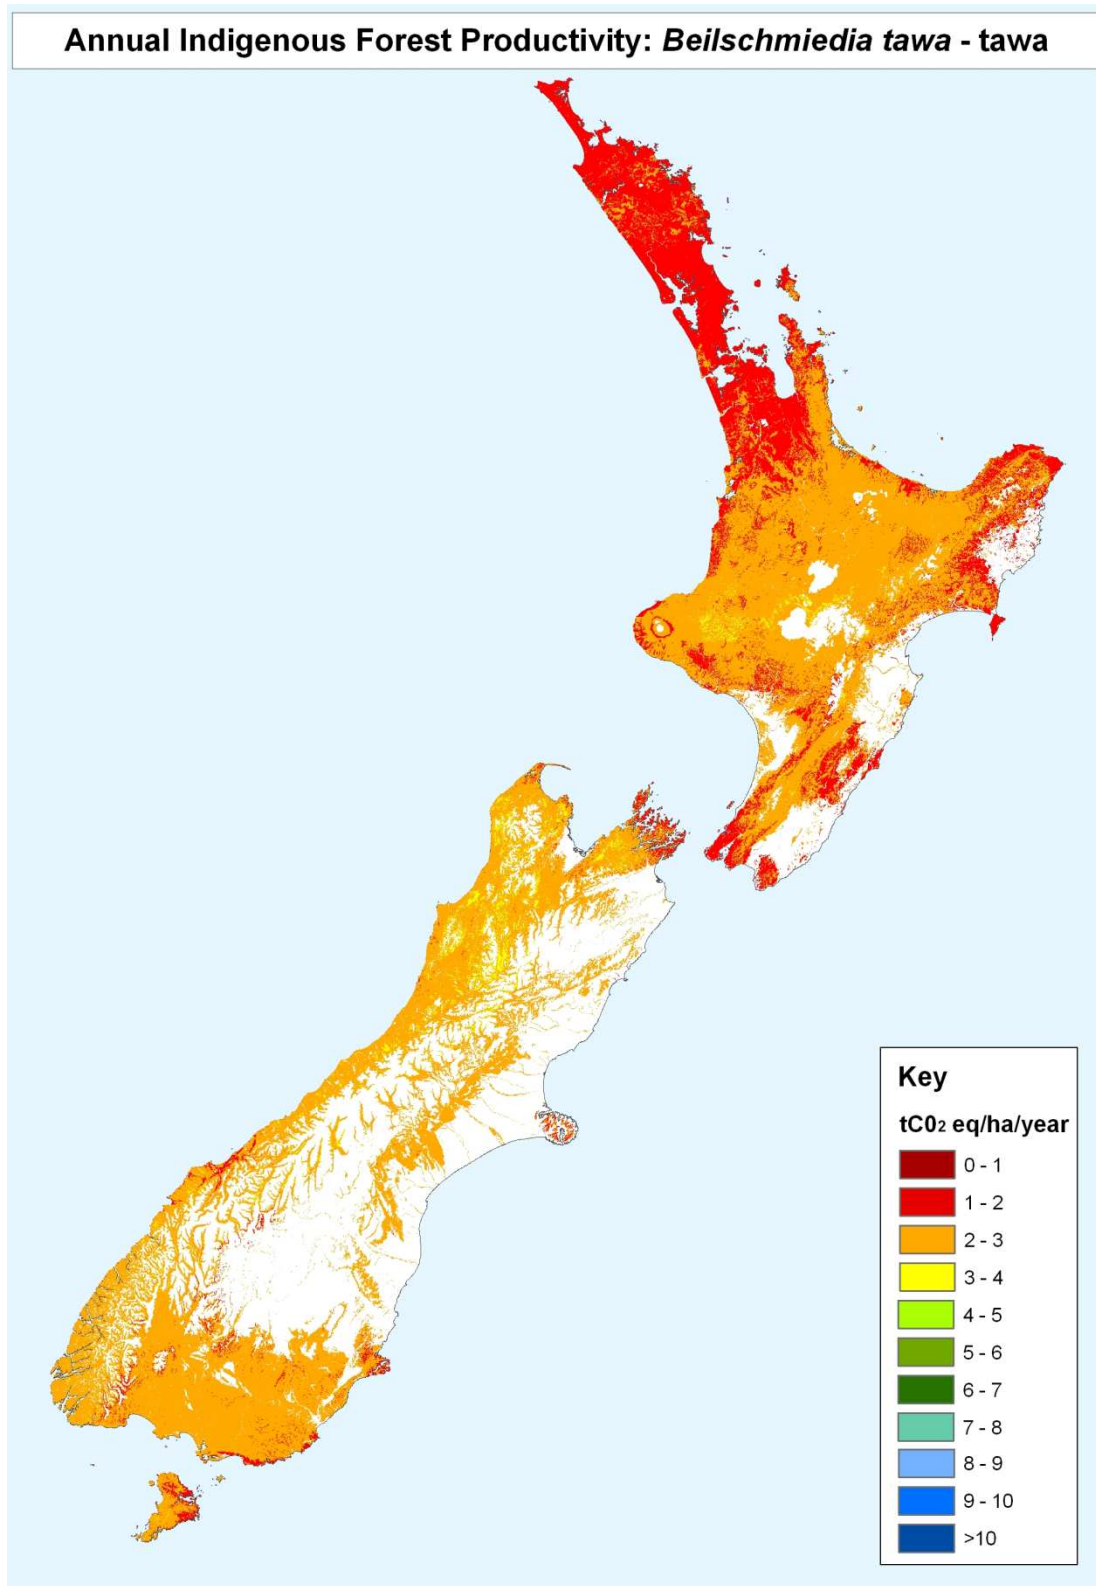 Annual Indigenous Forest Productivity: Beilschmiedia tawa - tawa
Key
tC0₂ eq/ha/year
0 - 1
1 - 2
2 - 3
3 - 4
4 - 5
5 - 6
6 - 7
7 - 8
8 - 9
9 - 10
>10